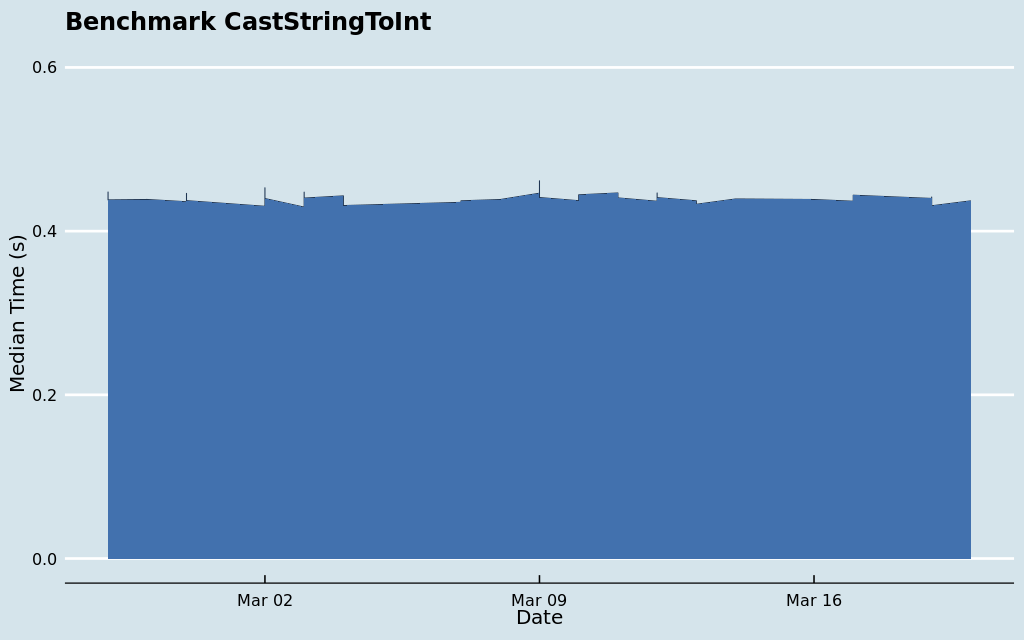 Benchmark CastStringToInt
Median Time (s)
0.6
0.4
0.2
0.0
Mar 02
Mar 09
Mar 16
Date